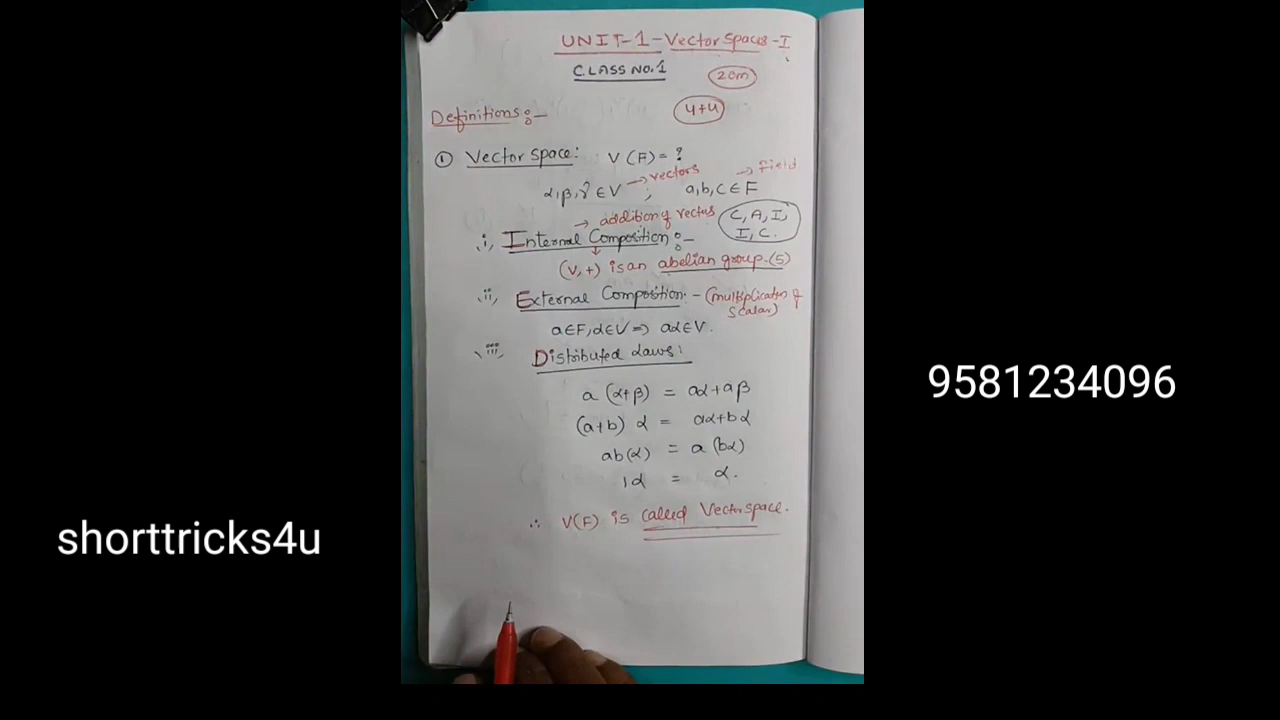 UNIT-1-Vector Spaces-I
CLASS NO.1
2cm
4+4
Definitions:-
① Vector space: V(F)=?
α,β,γ∈V → vectors ; a,b,c∈F → field
→ addition of vectors
C, A, I,
I, C.
i, Internal Composition:-
(V,+) is an abelian group.(5)
ii, External Composition:- (multiplication of
scalar)
a∈F,α∈V⇒ aα∈V.
iii, Distributed Laws:
a(α+β) = aα+aβ
(a+b) α = aα+bα
ab(α) = a(bα)
1α = α.
∴ V(F) is called Vectorspace.
9581234096
shorttricks4u